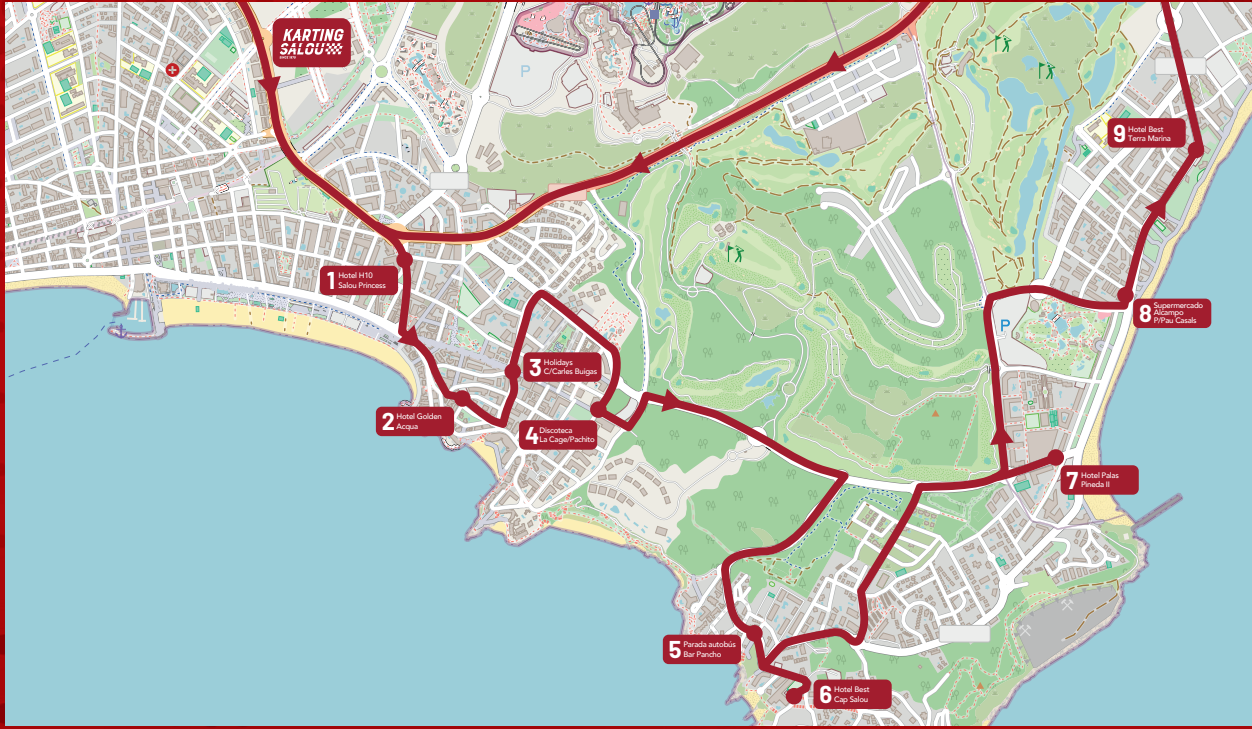 KARTING
SALOU
SINCE 1970
P
9 Hotel Best
Terra Marina
1 Hotel H10
Salou Princess
8 Supermercado
Alcampo
P/Pau Casals
P
3 Holidays
C/Carles Buigas
2 Hotel Golden
Acqua
4 Discoteca
La Cage/Pachito
7 Hotel Palas
Pineda II
5 Parada autobús
Bar Pancho
6 Hotel Best
Cap Salou